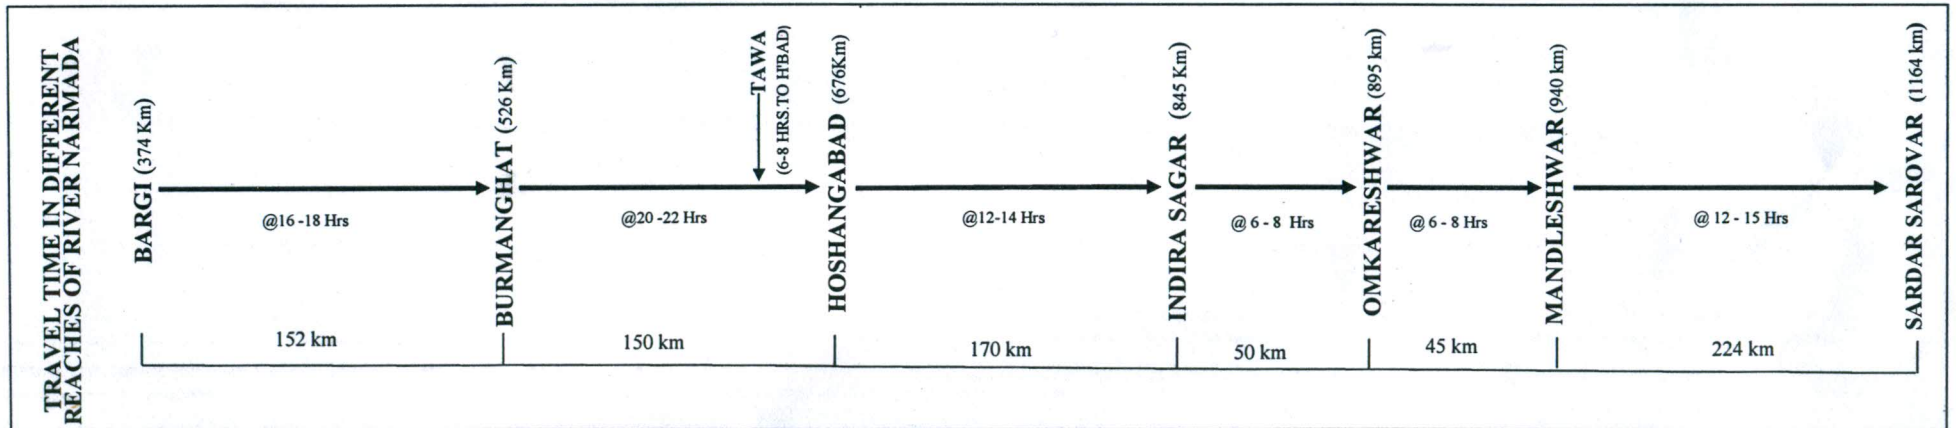 TRAVEL TIME IN DIFFERENT
REACHES OF RIVER NARMADA
BARGI (374 Km)
@16 -18 Hrs
152 km
BURMANGHAT (526 Km)
@20 -22 Hrs
150 km
TAWA
(6-8 HRS.TO H'BAD)
HOSHANGABAD (676Km)
@12-14 Hrs
170 km
INDIRA SAGAR (845 Km)
@ 6 - 8 Hrs
50 km
OMKARESHWAR (895 km)
@ 6 - 8 Hrs
45 km
MANDLESHWAR (940 km)
@ 12 - 15 Hrs
224 km
SARDAR SAROVAR (1164 km)